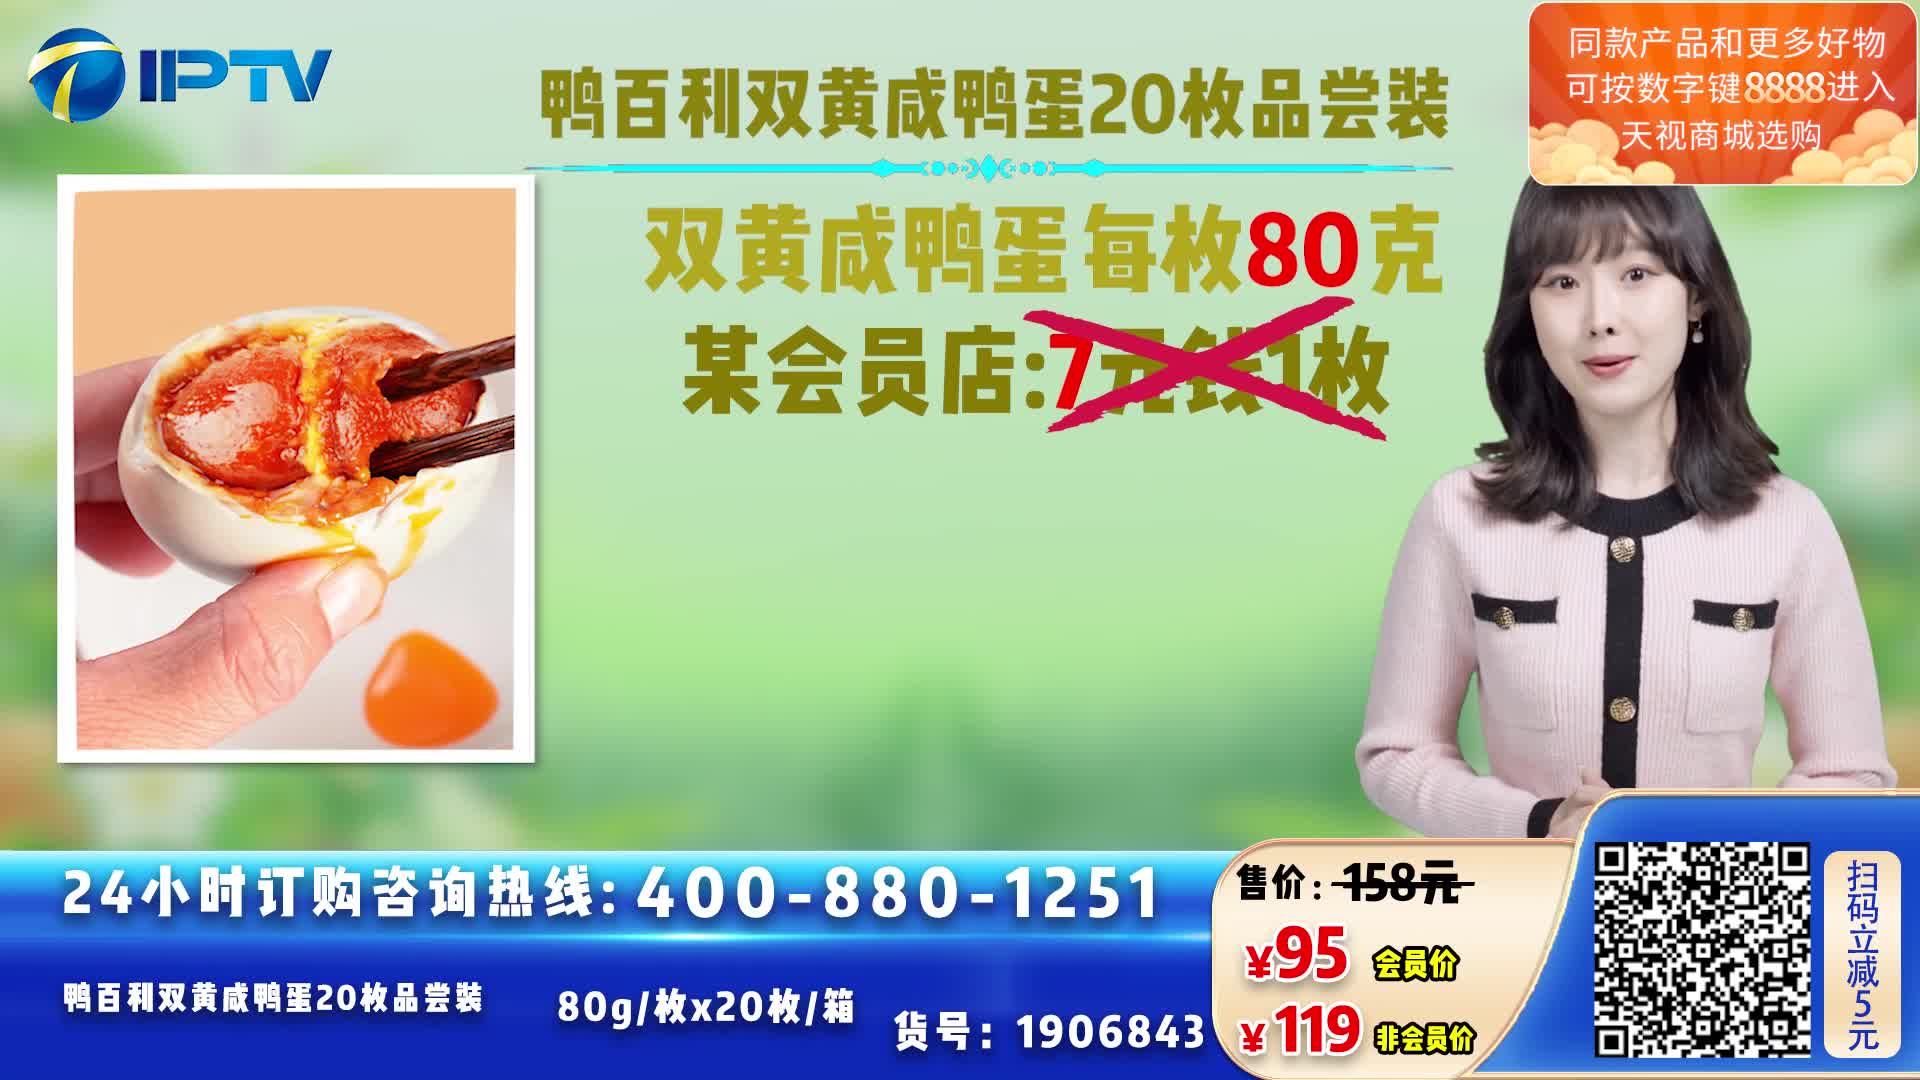 IPTV
同款产品和更多好物
可按数字键8888进入
天视商城选购
鸭百利双黄咸鸭蛋20枚品尝装
双黄咸鸭蛋每枚80克
某会员店:7元钱1枚
24小时订购咨询热线:400-880-1251
鸭百利双黄咸鸭蛋20枚品尝装
80g/枚x20枚/箱
货号：1906843
售价：158元
¥95 会员价
¥119 非会员价
扫码立减5元